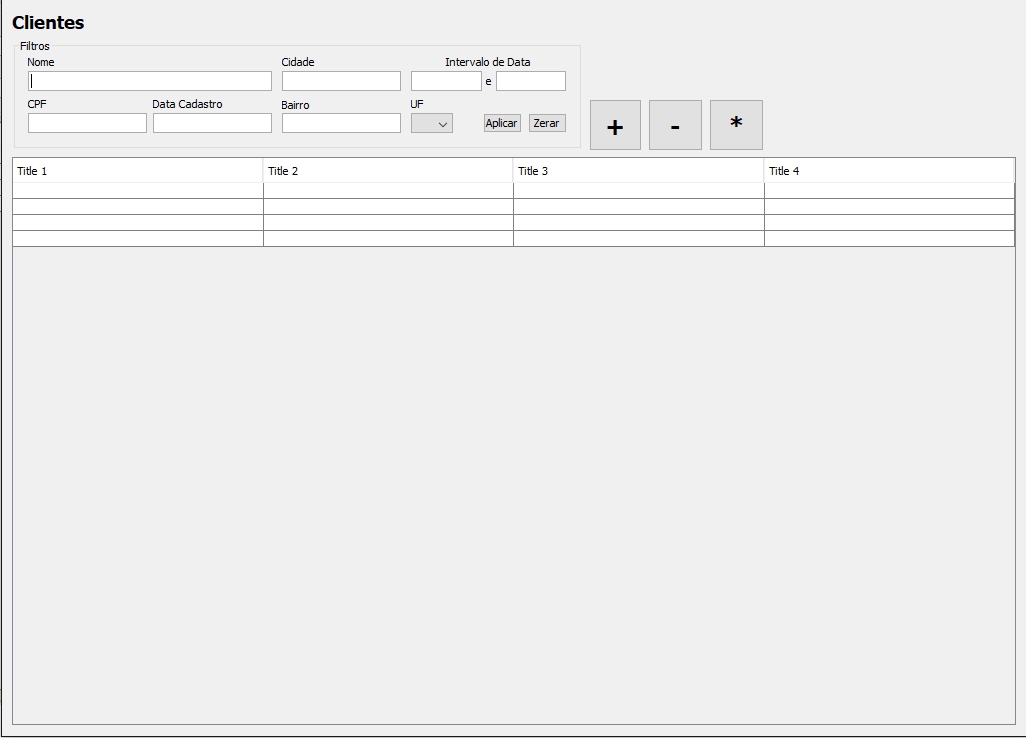 Clientes
Filtros
Nome Cidade Intervalo de Data
e
CPF Data Cadastro Bairro UF
Aplicar Zerar
+ - *
Title 1 Title 2 Title 3 Title 4